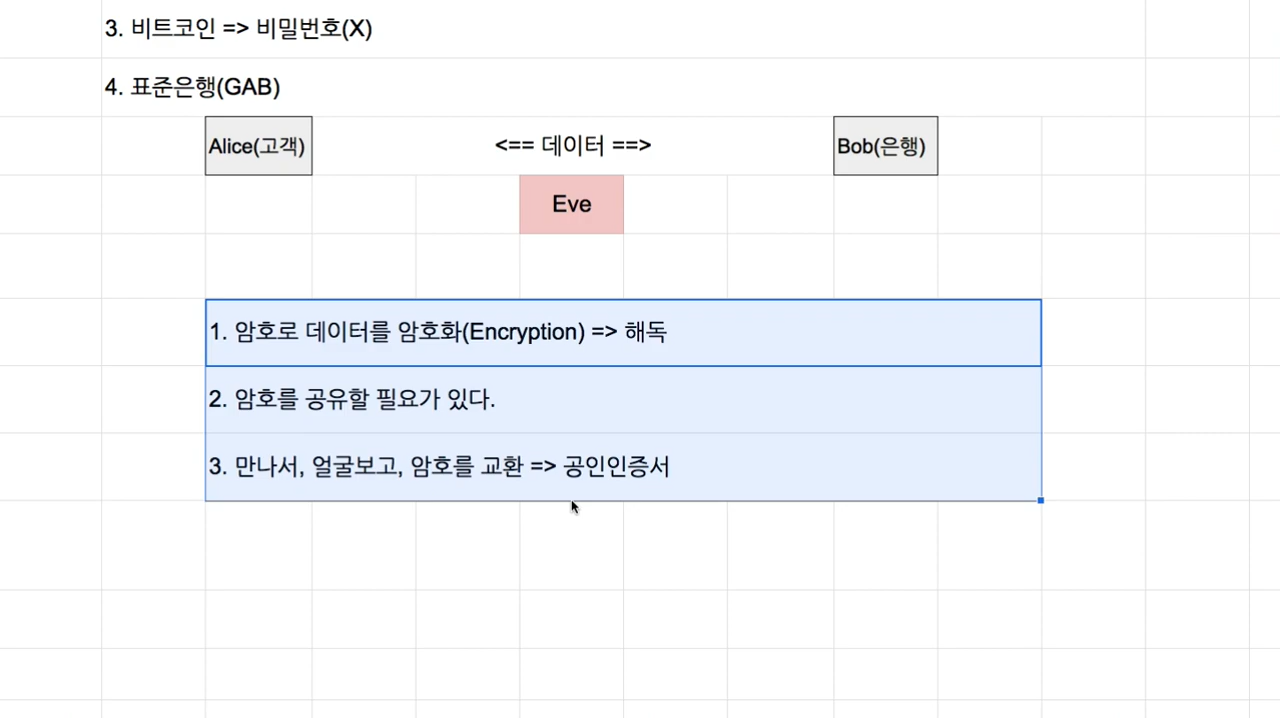 3. 비트코인 => 비밀번호(X)
4. 표준은행(GAB)
Alice(고객) <== 데이터 ==> Bob(은행)
Eve
1. 암호로 데이터를 암호화(Encryption) => 해독
2. 암호를 공유할 필요가 있다.
3. 만나서, 얼굴보고, 암호를 교환 => 공인인증서